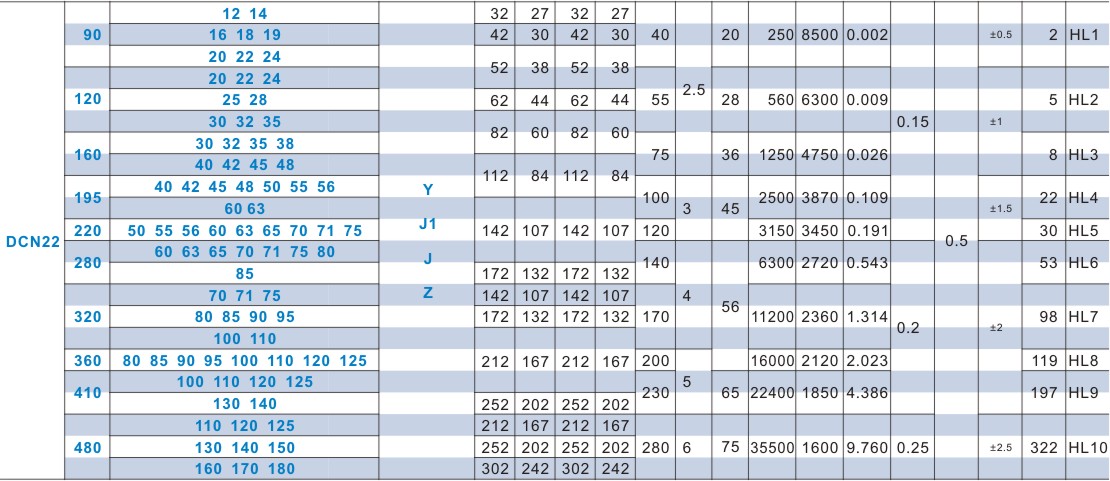 12 14 32 27 32 27
90 16 18 19 42 30 42 30 40 20 250 8500 0.002 ±0.5 2 HL1
20 22 24
52 38 52 38
20 22 24
2.5
120 25 28 62 44 62 44 55 28 560 6300 0.009 5 HL2
30 32 35 0.15 ±1
82 60 82 60
30 32 35 38
160 75 36 1250 4750 0.026 8 HL3
40 42 45 48
112 84 112 84
40 42 45 48 50 55 56 Y
195 100 2500 3870 0.109 22 HL4
60 63 3 45 ±1.5
J1
220 50 55 56 60 63 65 70 71 75 142 107 142 107 120 3150 3450 0.191 30 HL5
DCN22 0.5
60 63 65 70 71 75 80 J
280 140 6300 2720 0.543 53 HL6
85 172 132 172 132
Z
70 71 75 142 107 142 107 4
56
320 80 85 90 95 172 132 172 132 170 11200 2360 1.314 98 HL7
0.2 ±2
100 110
360 80 85 90 95 100 110 120 125 212 167 212 167 200 16000 2120 2.023 119 HL8
100 110 120 125 5
410 230 65 22400 1850 4.386 197 HL9
130 140 252 202 252 202
110 120 125 212 167 212 167
480 130 140 150 252 202 252 202 280 6 75 35500 1600 9.760 0.25 ±2.5 322 HL10
160 170 180 302 242 302 242